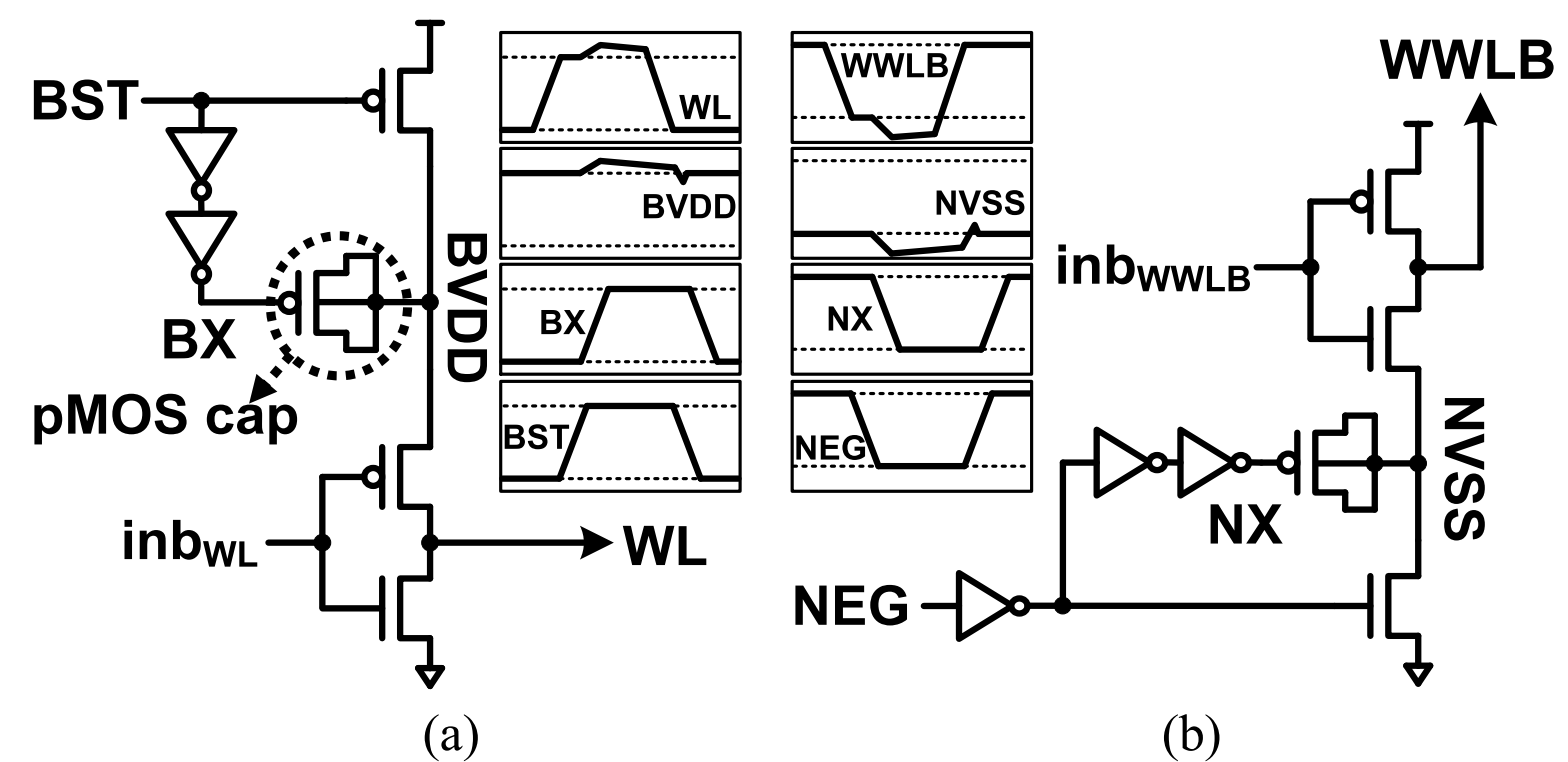 BST
BX
pMOS cap
BVDD
inbWL
WL
WL
BVDD
BX
BST
(a)
WWLB
NVSS
NX
NEG
WWLB
inbWWLB
NVSS
NX
NEG
(b)